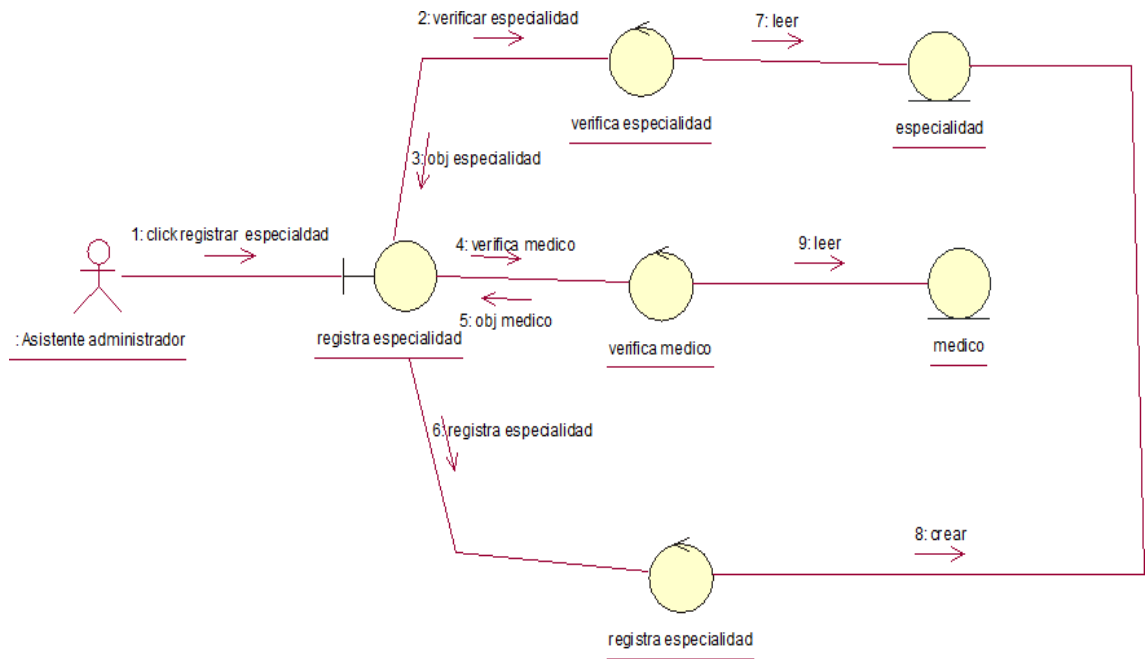 2: verificar especialidad
7: leer
verifica especialidad
especialidad
3: obj especialidad
1: click registrar especialdad
4: verifica medico
9: leer
5: obj medico
: Asistente administrador
registra especialidad
verifica medico
medico
6: registra especialidad
8: crear
registra especialidad